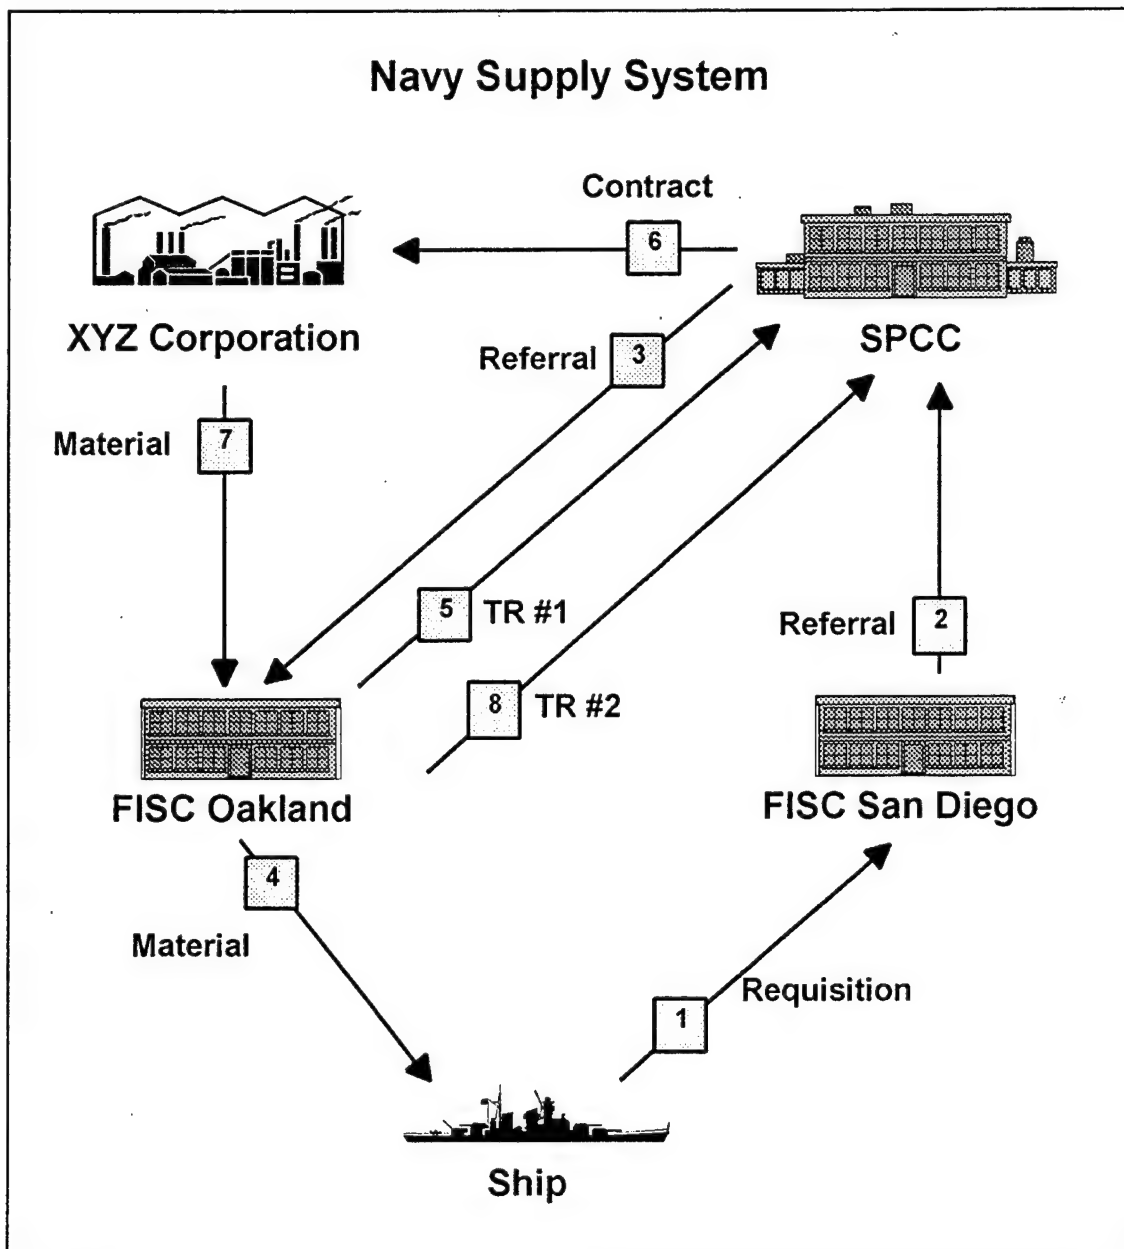 Navy Supply System
Contract
6
XYZ Corporation
SPCC
Referral
3
Material
7
5
TR #1
Referral
2
8
TR #2
FISC Oakland
FISC San Diego
4
Material
Requisition
1
Ship